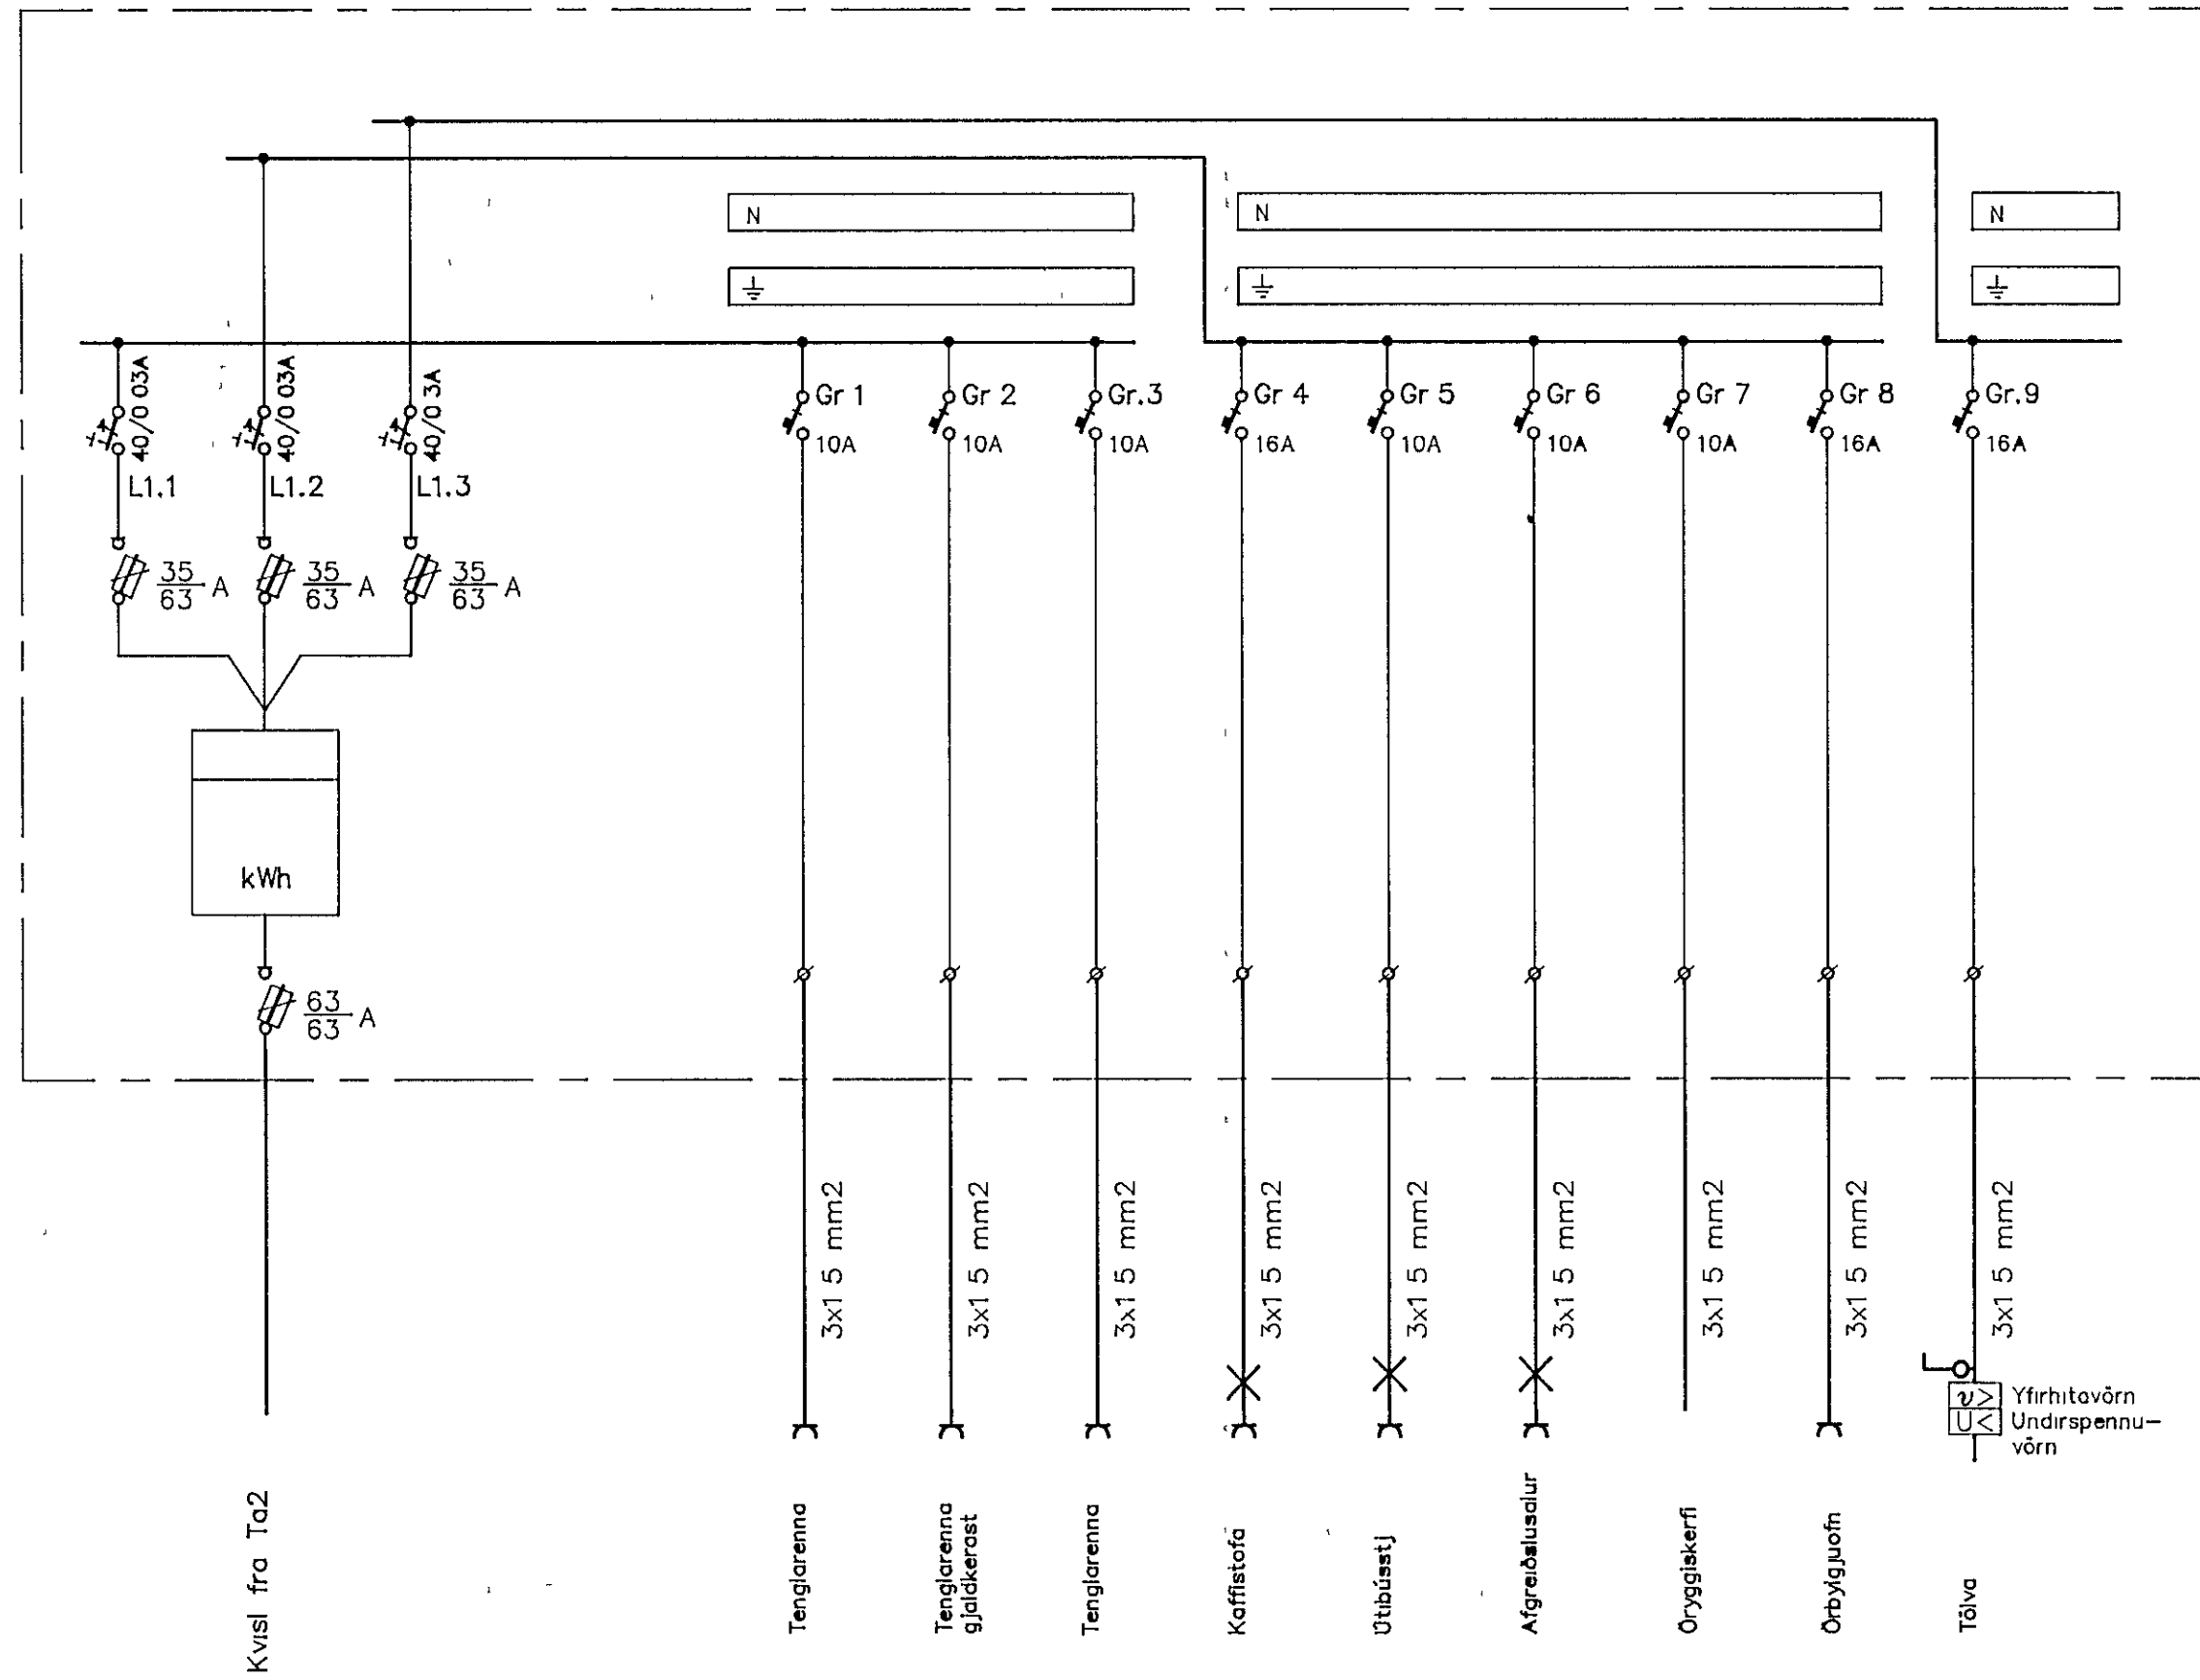 N
N
N
40/0 03A
40/0 03A
40/0 3A
Gr 1
Gr 2
Gr.3
Gr 4
Gr 5
Gr 6
Gr 7
Gr 8
Gr.9
10A
10A
10A
16A
10A
10A
10A
16A
16A
L1.1
L1.2
L1.3
35
63 A
35
63 A
35
63 A
kWh
63
63 A
3x1 5 mm2
3x1 5 mm2
3x1 5 mm2
3x1 5 mm2
3x1 5 mm2
3x1 5 mm2
3x1 5 mm2
3x1 5 mm2
3x1 5 mm2
υ> Yfirhitavörn
U< Undirspennu-
vörn
Kvisl fra Ta2
Tenglarenna
Tenglarenna
gjaldkerast
Tenglarenna
Kaffistofa
Útibússtj
Afgreiðslusalur
Oryggiskerfi
Örbylgjuofn
Tölva